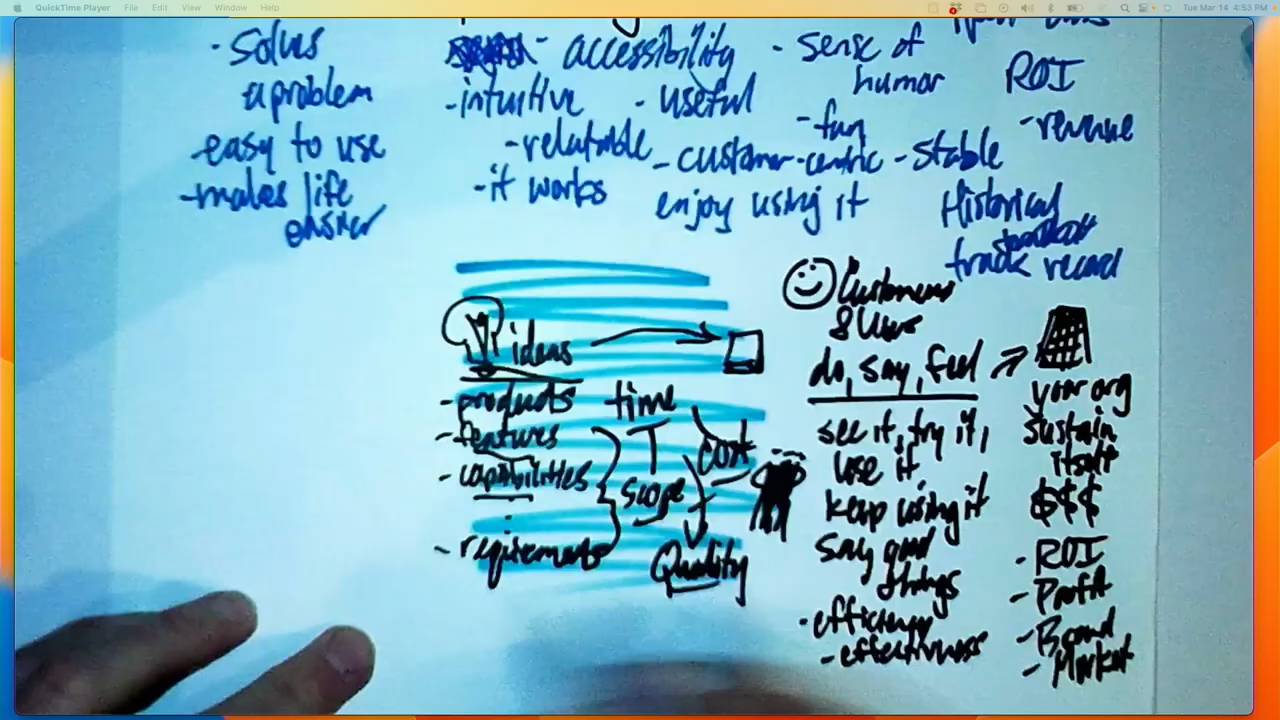 QuickTime Player File Edit View Window Help
Tue Mar 14 4:53 PM
- solves
a problem
- easy to use
- makes life
easier
- accessibility
- intuitive
- useful
- relatable
- customer-centric
- it works
enjoy using it
- sense of
humor
- fun
- stable
ROI
- revenue
Historical
track record
ideas
- products
- features
- capabilities
- requirements
time
scope
cost
Quality
Customers
& Users
do, say, feel
see it, try it,
use it,
keep using it
say good
things
- efficiency
- effectiveness
your org
sustain
itself
$$$
- ROI
- Profit
- Brand
- Market